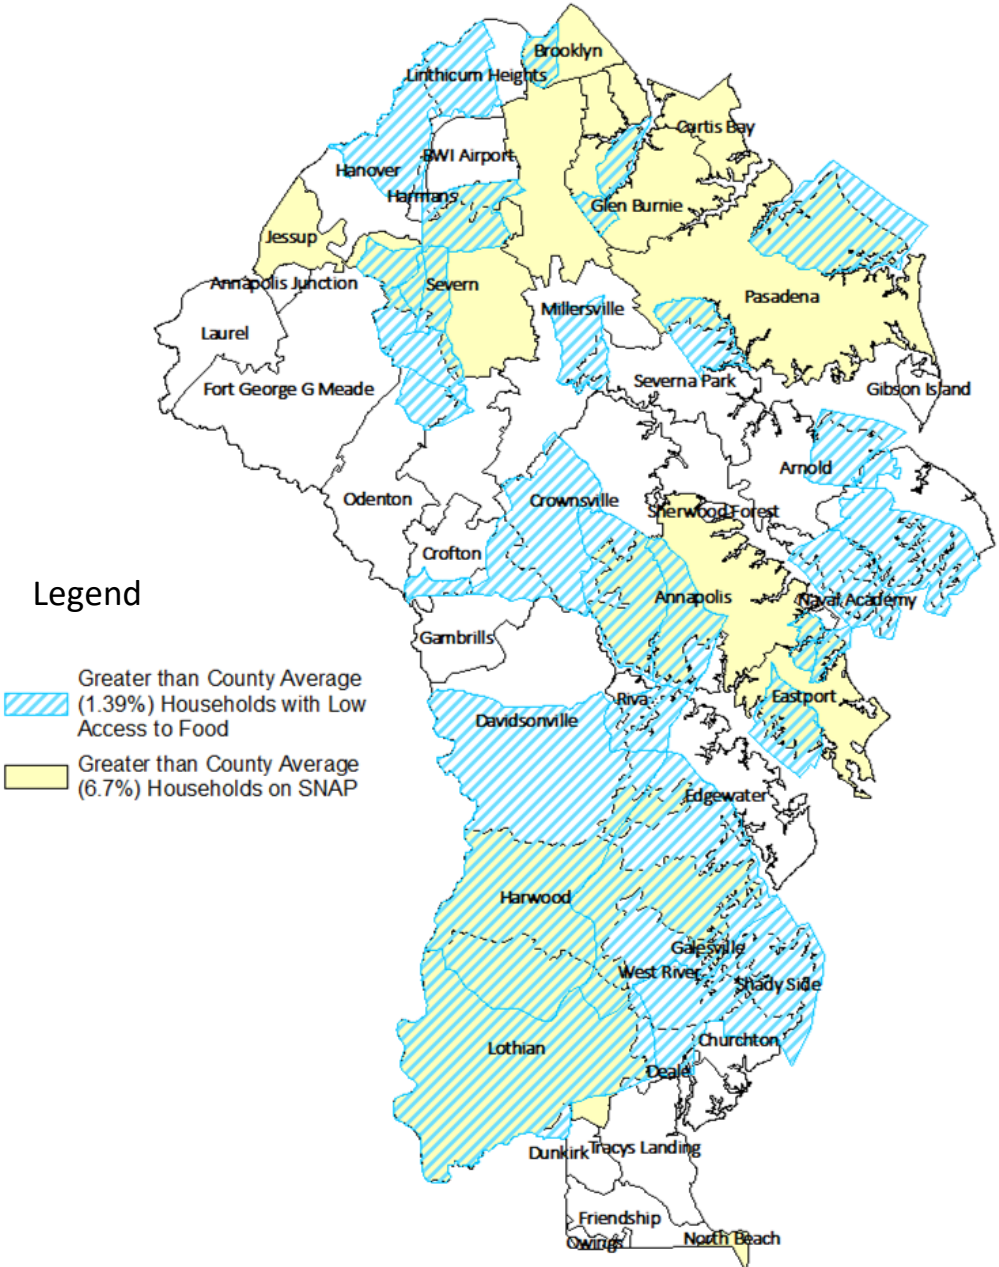 Brooklyn
Linthicum Heights
Curtis Bay
BWI Airport
Hanover
Harmans
Glen Burnie
Jessup
Annapolis Junction
Severn
Pasadena
Millersville
Laurel
Severna Park
Fort George G Meade
Gibson Island
Arnold
Odenton
Crownsville
Sherwood Forest
Crofton
Legend
Annapolis
Naval Academy
Gambrills
Greater than County Average
(1.39%) Households with Low
Access to Food
Riva
Eastport
Davidsonville
Greater than County Average
(6.7%) Households on SNAP
Edgewater
Harwood
Galesville
West River
Shady Side
Churchton
Lothian
Deale
Dunkirk
Tracys Landing
Friendship
Owings
North Beach